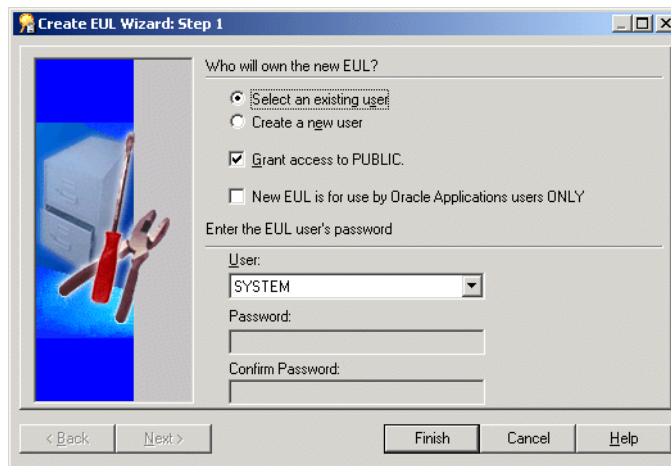 Create EUL Wizard: Step 1
Who will own the new EUL?
Select an existing user
Create a new user
Grant access to PUBLIC.
New EUL is for use by Oracle Applications users ONLY
Enter the EUL user's password
User:
SYSTEM
Password:
Confirm Password:
< Back Next > Finish Cancel Help